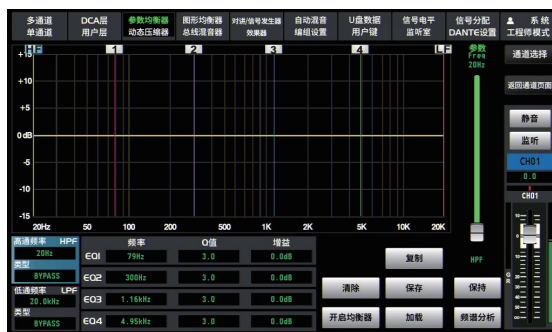 多通道 DCA层 参数均衡器 图形均衡器 对讲/信号发生器 自动混音 U盘数据 信号电平 信号分配 系统
单通道 用户层 动态压缩器 总线混音器 效果器 编组设置 用户键 监听室 DANTE设置 工程师模式
HF 1 2 3 4 LF 参数
+15 Freq 通道选择
20Hz
+10 返回通道页面
+5 静音
0dB 监听
-5 CH01
0.0
-10 CH01
-15
20Hz 50 100 200 500 1K 2K 5K 10K 20K
高通频率 HPF 频率 Q值 增益
20Hz EQ1 79Hz 3.0 0.0dB 复制 HPF
类型
BYPASS EQ2 300Hz 3.0 0.0dB
清除 保存 保持
低通频率 LPF
20.0kHz EQ3 1.16kHz 3.0 0.0dB
类型
BYPASS EQ4 4.95kHz 3.0 0.0dB 开启均衡器 加载 频谱分析